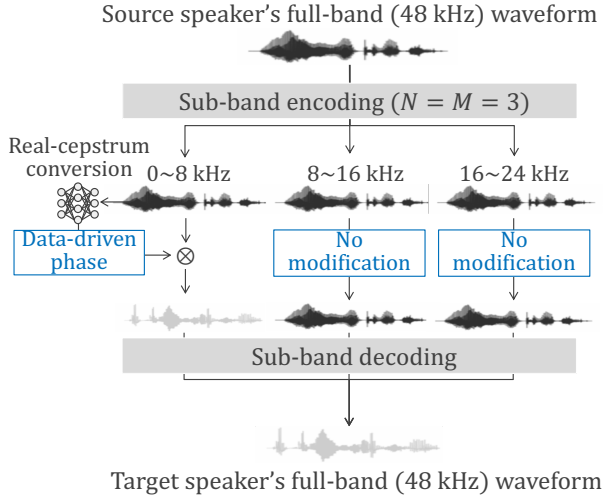 Source speaker’s full-band (48 kHz) waveform
Sub-band encoding (N = M = 3)
Real-cepstrum
conversion
0~8 kHz
8~16 kHz
16~24 kHz
Data-driven
phase
No
modification
No
modification
Sub-band decoding
Target speaker’s full-band (48 kHz) waveform